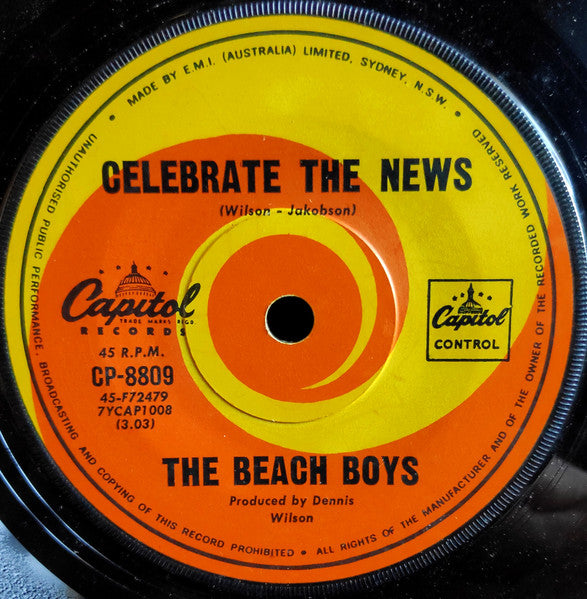 • MADE BY E.M.I. (AUSTRALIA) LIMITED, SYDNEY, N.S.W. •
CELEBRATE THE NEWS
(Wilson - Jakobson)
Capitol
TRADE MARKS REGD.
RECORDS
Capitol
CONTROL
45 R.P.M.
CP-8809
45-F72479
7YCAP1008
(3.03)
THE BEACH BOYS
Produced by Dennis
Wilson
UNAUTHORISED PUBLIC PERFORMANCE, BROADCASTING AND COPYING OF THIS RECORD PROHIBITED • ALL RIGHTS OF THE MANUFACTURER AND OF THE OWNER OF THE RECORDED WORK RESERVED